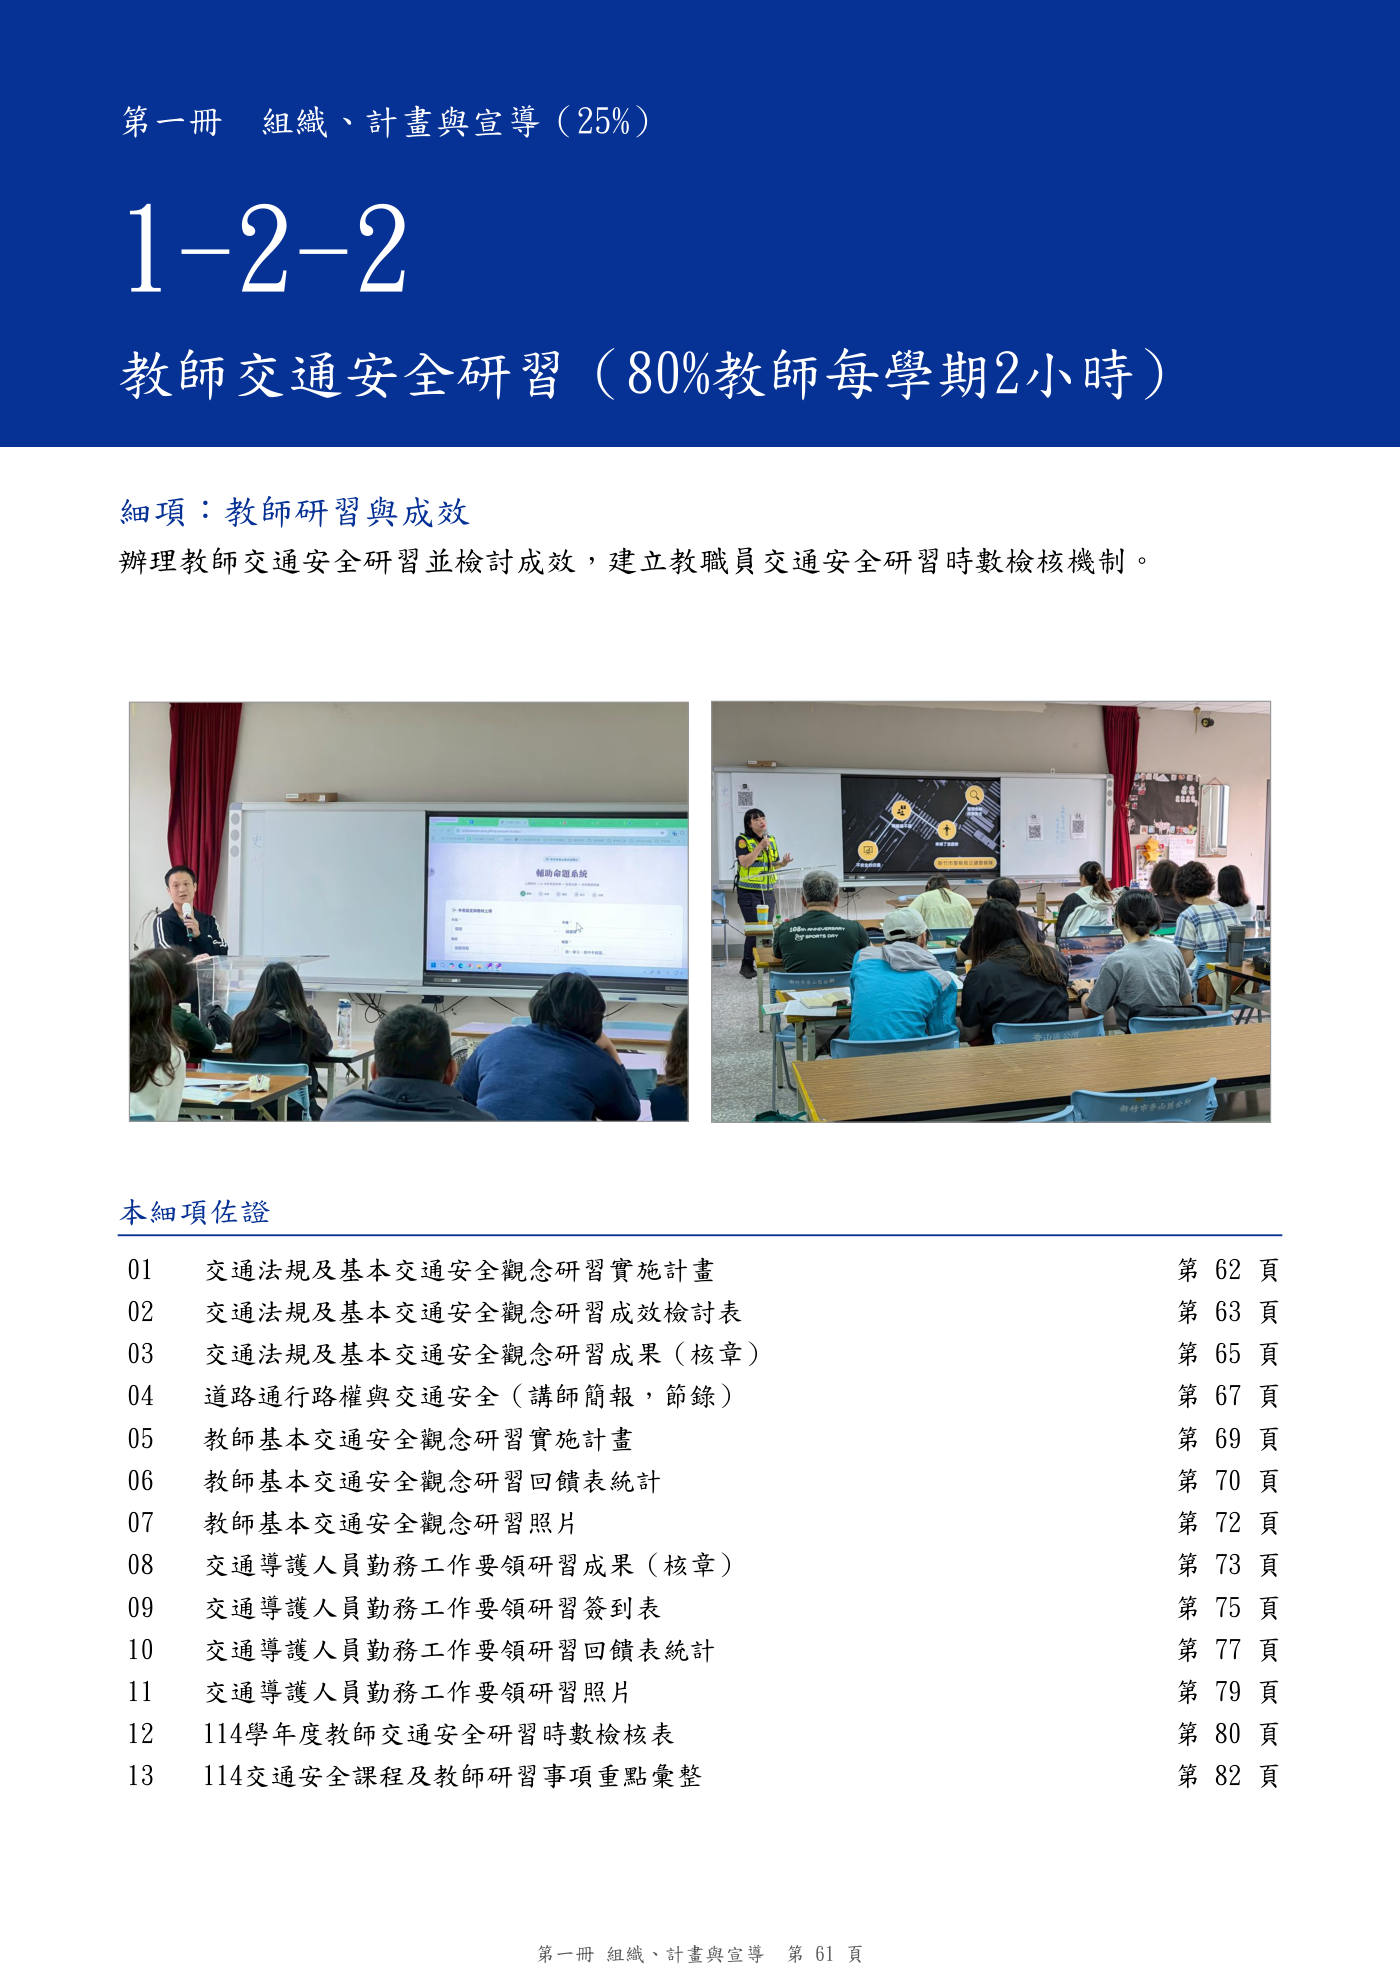 第一冊　組織、計畫與宣導（25%）
1-2-2
教師交通安全研習（80%教師每學期2小時）
細項：教師研習與成效
辦理教師交通安全研習並檢討成效，建立教職員交通安全研習時數檢核機制。
輔助命題系統
108th ANNIVERSARY
SPORTS DAY
本細項佐證
01 交通法規及基本交通安全觀念研習實施計畫 第 62 頁
02 交通法規及基本交通安全觀念研習成效檢討表 第 63 頁
03 交通法規及基本交通安全觀念研習成果（核章） 第 65 頁
04 道路通行路權與交通安全（講師簡報，節錄） 第 67 頁
05 教師基本交通安全觀念研習實施計畫 第 69 頁
06 教師基本交通安全觀念研習回饋表統計 第 70 頁
07 教師基本交通安全觀念研習照片 第 72 頁
08 交通導護人員勤務工作要領研習成果（核章） 第 73 頁
09 交通導護人員勤務工作要領研習簽到表 第 75 頁
10 交通導護人員勤務工作要領研習回饋表統計 第 77 頁
11 交通導護人員勤務工作要領研習照片 第 79 頁
12 114學年度教師交通安全研習時數檢核表 第 80 頁
13 114交通安全課程及教師研習事項重點彙整 第 82 頁
第一冊 組織、計畫與宣導　第 61 頁